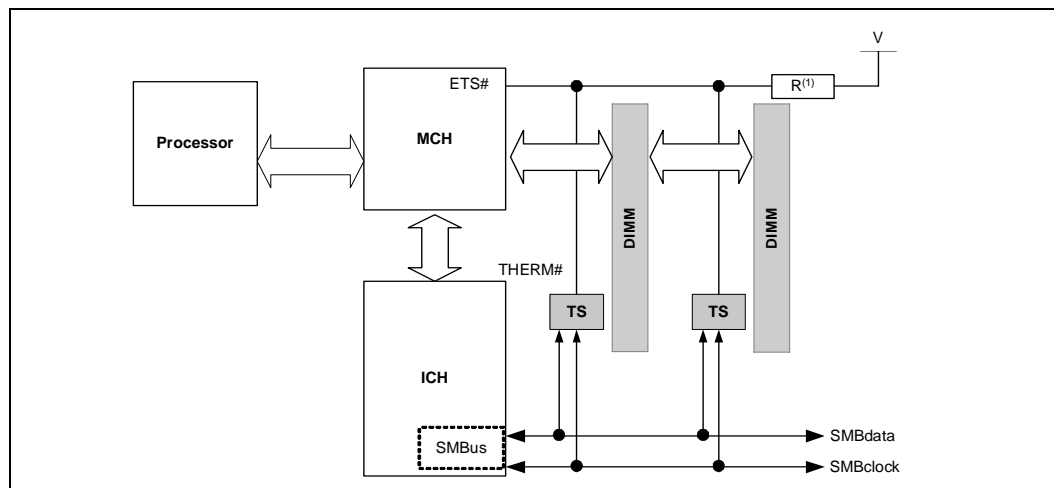 V
ETS#
R(1)
Processor
MCH
DIMM
DIMM
THERM#
TS
TS
ICH
SMBus
SMBdata
SMBclock